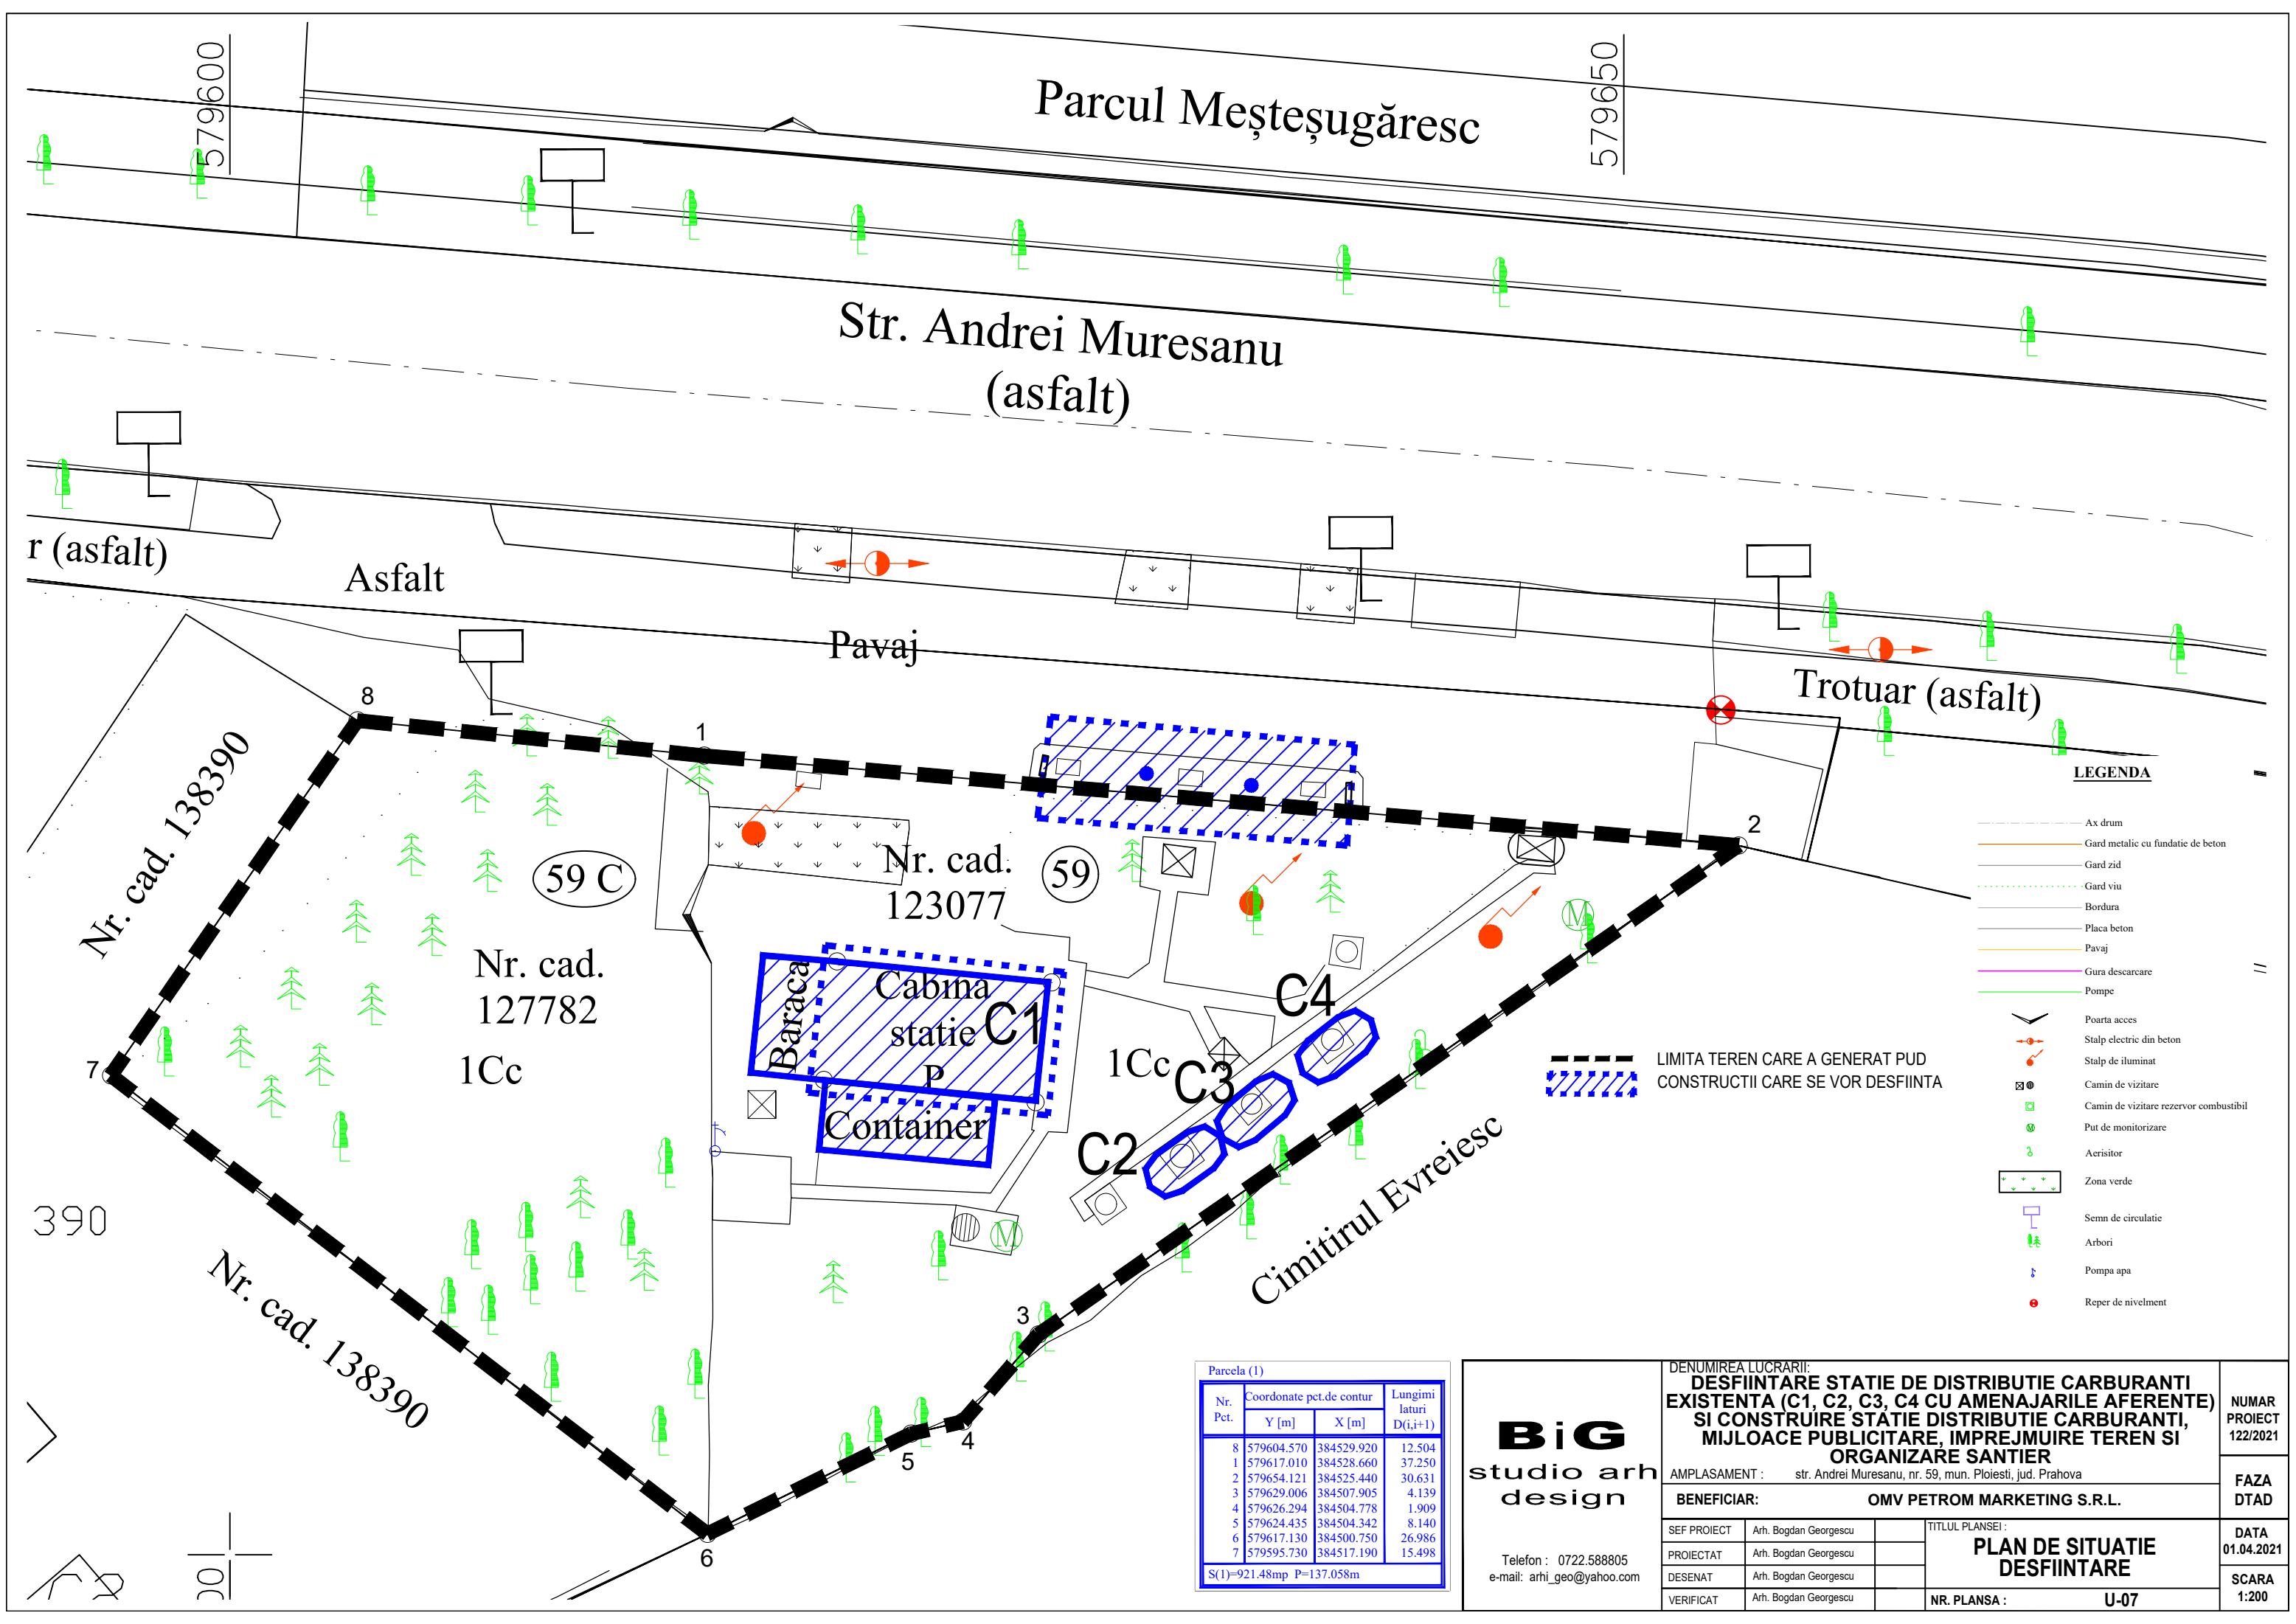 579600
579650
Parcul Meșteșugăresc
Str. Andrei Muresanu
(asfalt)
r (asfalt)
Asfalt
Pavaj
Trotuar (asfalt)
8
1
2
7
3
4
5
6
Nr. cad. 138390
59 C
Nr. cad.
123077
59
Nr. cad.
127782
1Cc
Baraca
Cabina
statie
P
C1
Container
1Cc
C4
C3
C2
M
M
Cimitirul Evreiesc
390
Nr. cad. 138390
LIMITA TEREN CARE A GENERAT PUD
CONSTRUCTII CARE SE VOR DESFIINTA
LEGENDA
Ax drum
Gard metalic cu fundatie de beton
Gard zid
Gard viu
Bordura
Placa beton
Pavaj
Gura descarcare
Pompe
Poarta acces
Stalp electric din beton
Stalp de iluminat
Camin de vizitare
Camin de vizitare rezervor combustibil
M Put de monitorizare
Aerisitor
Zona verde
Semn de circulatie
Arbori
Pompa apa
Reper de nivelment
Parcela (1)
Nr. Pct. Coordonate pct.de contur Lungimi laturi D(i,i+1)
Y [m] X [m]
8 579604.570 384529.920 12.504
1 579617.010 384528.660 37.250
2 579654.121 384525.440 30.631
3 579629.006 384507.905 4.139
4 579626.294 384504.778 1.909
5 579624.435 384504.342 8.140
6 579617.130 384500.750 26.986
7 579595.730 384517.190 15.498
S(1)=921.48mp P=137.058m
BiG
studio arh
design
Telefon : 0722.588805
e-mail: arhi_geo@yahoo.com
DENUMIREA LUCRARII:
DESFIINTARE STATIE DE DISTRIBUTIE CARBURANTI
EXISTENTA (C1, C2, C3, C4 CU AMENAJARILE AFERENTE)
SI CONSTRUIRE STATIE DISTRIBUTIE CARBURANTI,
MIJLOACE PUBLICITARE, IMPREJMUIRE TEREN SI
ORGANIZARE SANTIER
AMPLASAMENT : str. Andrei Muresanu, nr. 59, mun. Ploiesti, jud. Prahova
BENEFICIAR: OMV PETROM MARKETING S.R.L.
SEF PROIECT Arh. Bogdan Georgescu
PROIECTAT Arh. Bogdan Georgescu
DESENAT Arh. Bogdan Georgescu
VERIFICAT Arh. Bogdan Georgescu
TITLUL PLANSEI :
PLAN DE SITUATIE
DESFIINTARE
NR. PLANSA : U-07
NUMAR
PROIECT
122/2021
FAZA
DTAD
DATA
01.04.2021
SCARA
1:200